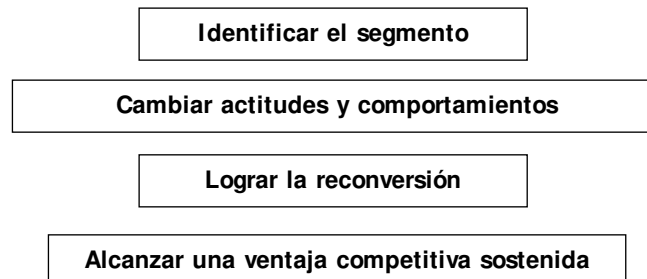 Identificar el segmento
Cambiar actitudes y comportamientos
Lograr la reconversión
Alcanzar una ventaja competitiva sostenida